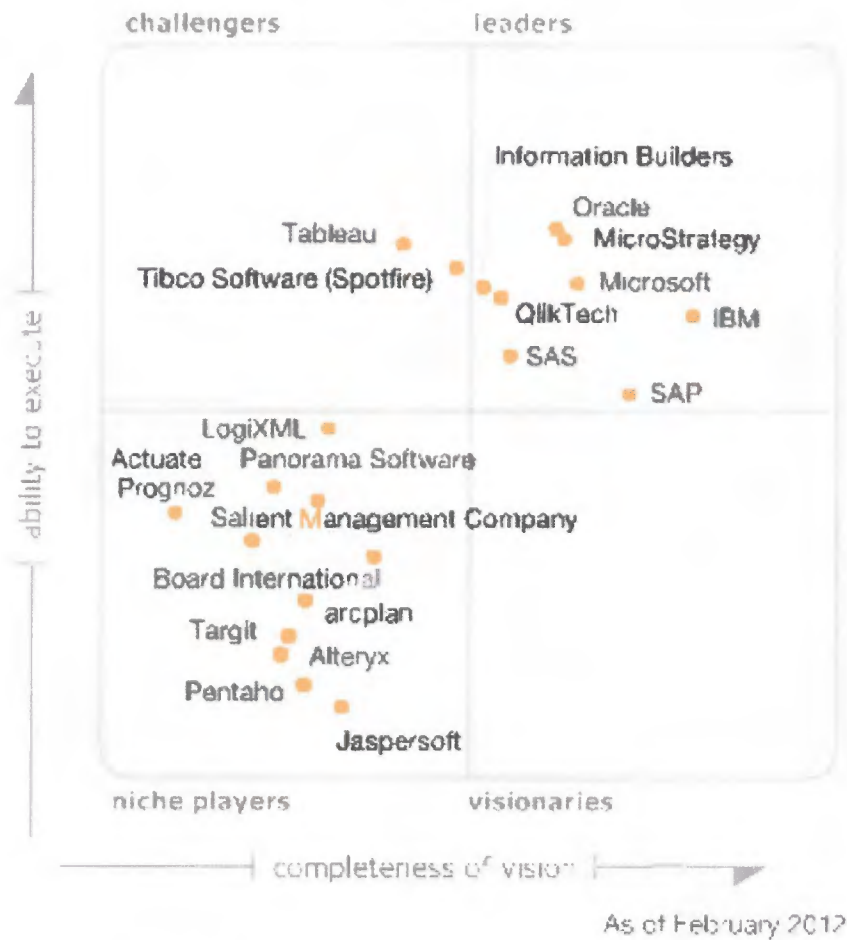 challengers
leaders
Information Builders
Oracle
Tableau
MicroStrategy
Tibco Software (Spotfire)
Microsoft
QlikTech
IBM
SAS
SAP
LogiXML
Actuate
Panorama Software
Prognoz
Salient Management Company
Board International
arcplan
Targit
Alteryx
Pentaho
Jaspersoft
niche players
visionaries
ability to execute
completeness of vision
As of February 2012